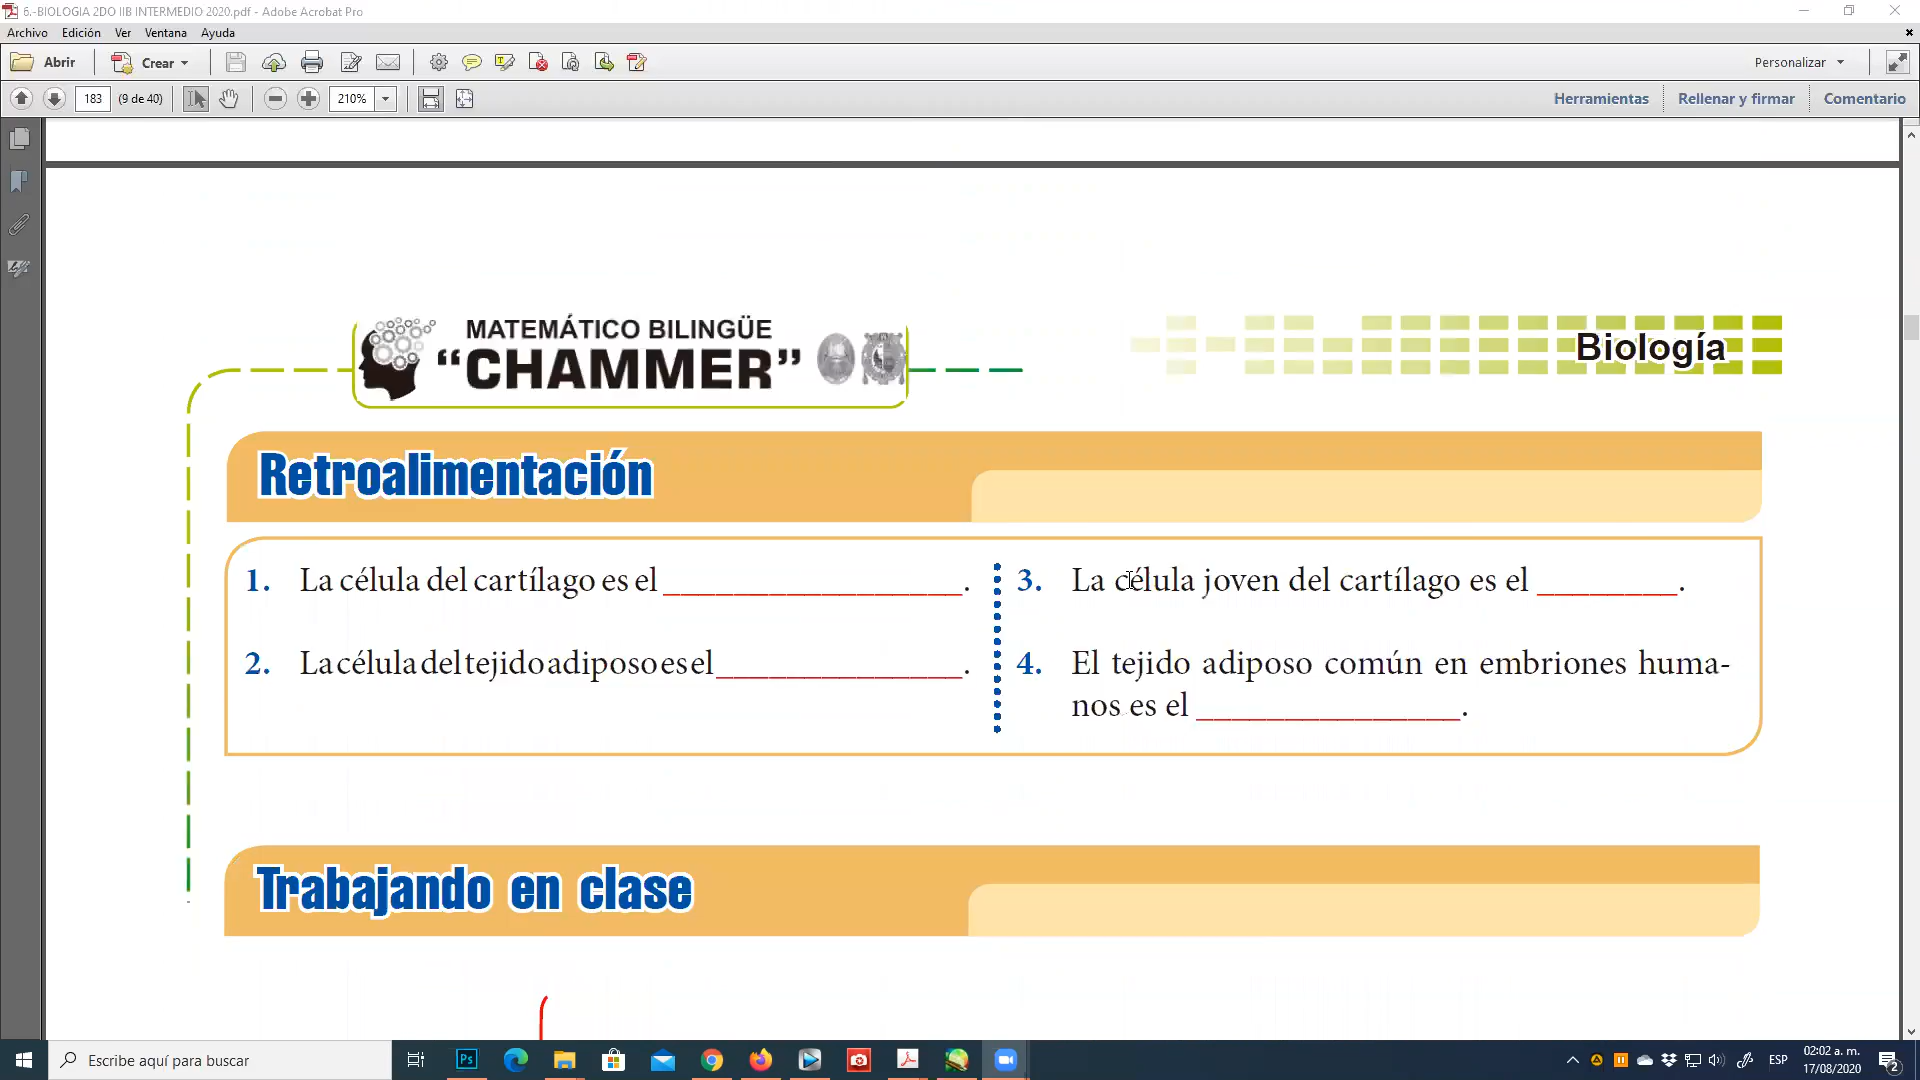 6.-BIOLOGIA 2DO IIB INTERMEDIO 2020.pdf - Adobe Acrobat Pro
Archivo Edición Ver Ventana Ayuda
Abrir Crear Personalizar
183 (9 de 40) 210% Herramientas Rellenar y firmar Comentario
MATEMÁTICO BILINGÜE
“CHAMMER”
Biología
Retroalimentación
1. La célula del cartílago es el _________________.
2. La célula del tejido adiposo es el ______________.
3. La célula joven del cartílago es el ________.
4. El tejido adiposo común en embriones huma-
nos es el _______________.
Trabajando en clase
Escribe aquí para buscar
Ps
ESP
02:02 a. m.
17/08/2020
2